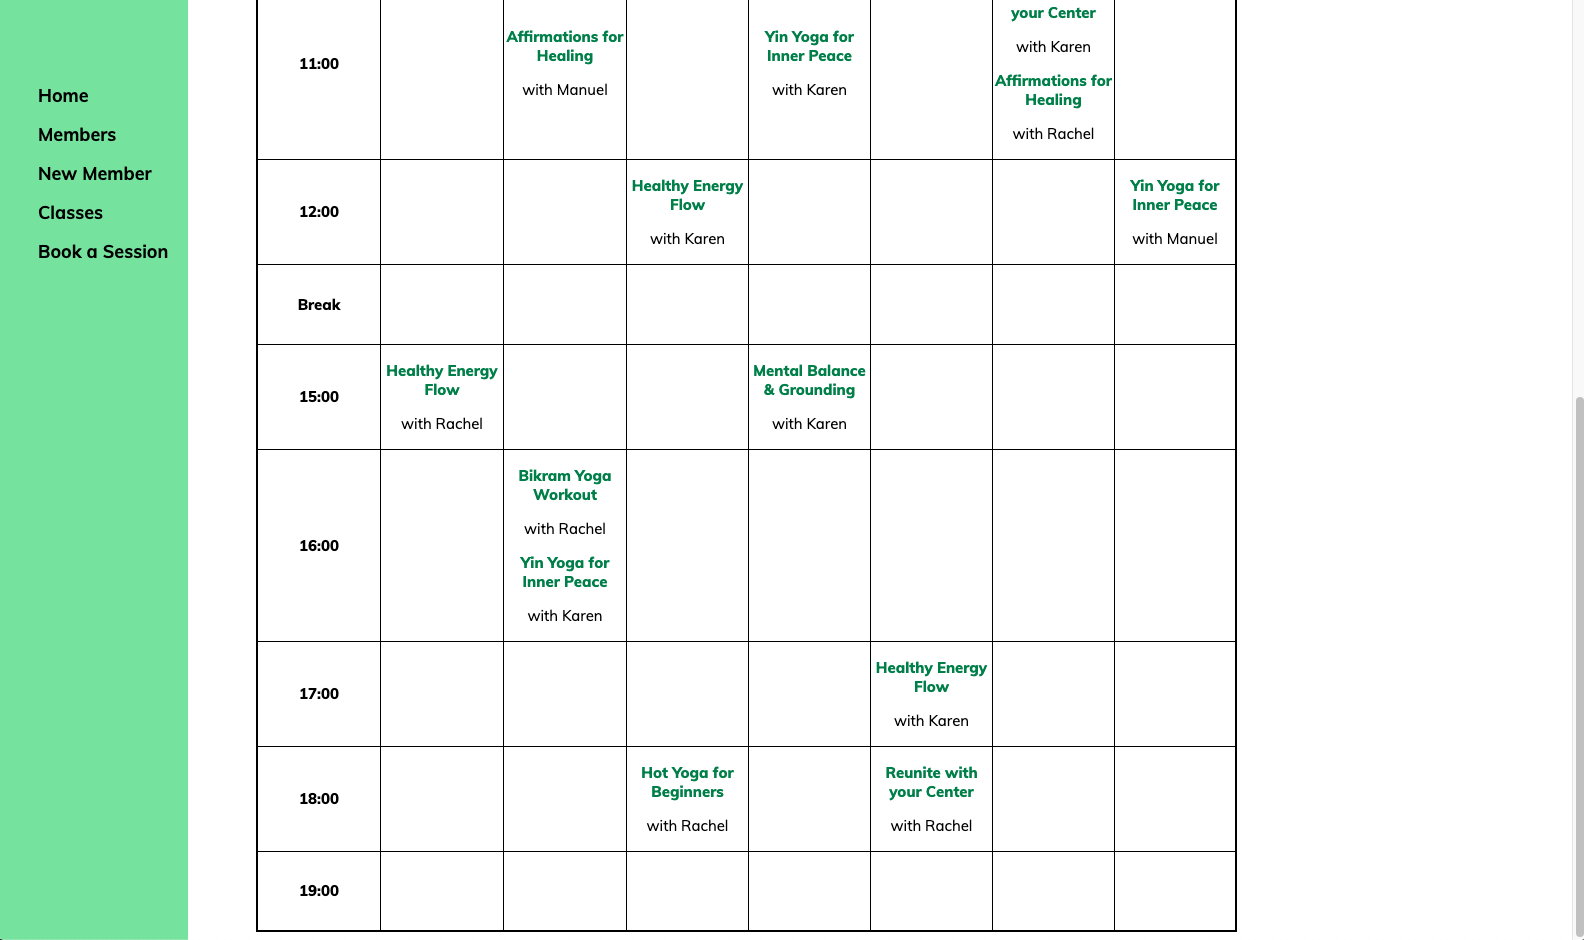 Home
Members
New Member
Classes
Book a Session
your Center
with Karen
11:00
Affirmations for
Healing
with Manuel
Yin Yoga for
Inner Peace
with Karen
Affirmations for
Healing
with Rachel
12:00
Healthy Energy
Flow
with Karen
Yin Yoga for
Inner Peace
with Manuel
Break
15:00
Healthy Energy
Flow
with Rachel
Mental Balance
& Grounding
with Karen
16:00
Bikram Yoga
Workout
with Rachel
Yin Yoga for
Inner Peace
with Karen
17:00
Healthy Energy
Flow
with Karen
18:00
Hot Yoga for
Beginners
with Rachel
Reunite with
your Center
with Rachel
19:00